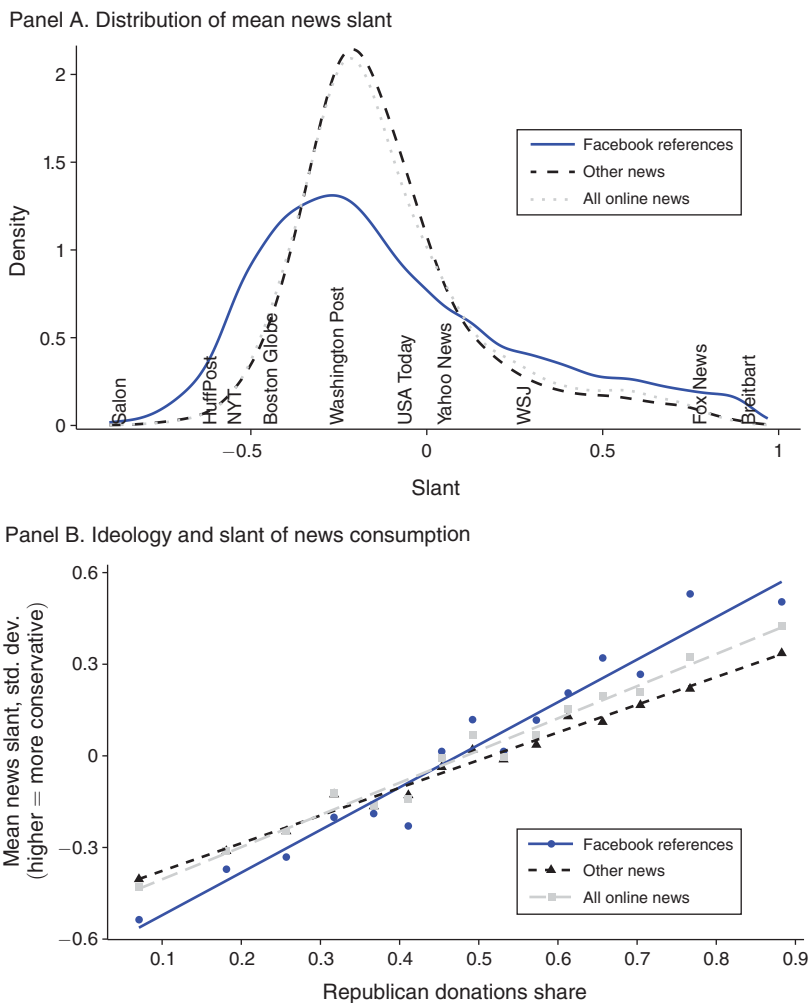 Panel A. Distribution of mean news slant
2
1.5
1
0.5
0
Density
Facebook references
Other news
All online news
Salon
HuffPost
NYT
Boston Globe
Washington Post
USA Today
Yahoo News
WSJ
Fox News
Breitbart
−0.5
0
0.5
1
Slant
Panel B. Ideology and slant of news consumption
0.6
0.3
0
−0.3
−0.6
Mean news slant, std. dev.
(higher = more conservative)
Facebook references
Other news
All online news
0.1
0.2
0.3
0.4
0.5
0.6
0.7
0.8
0.9
Republican donations share